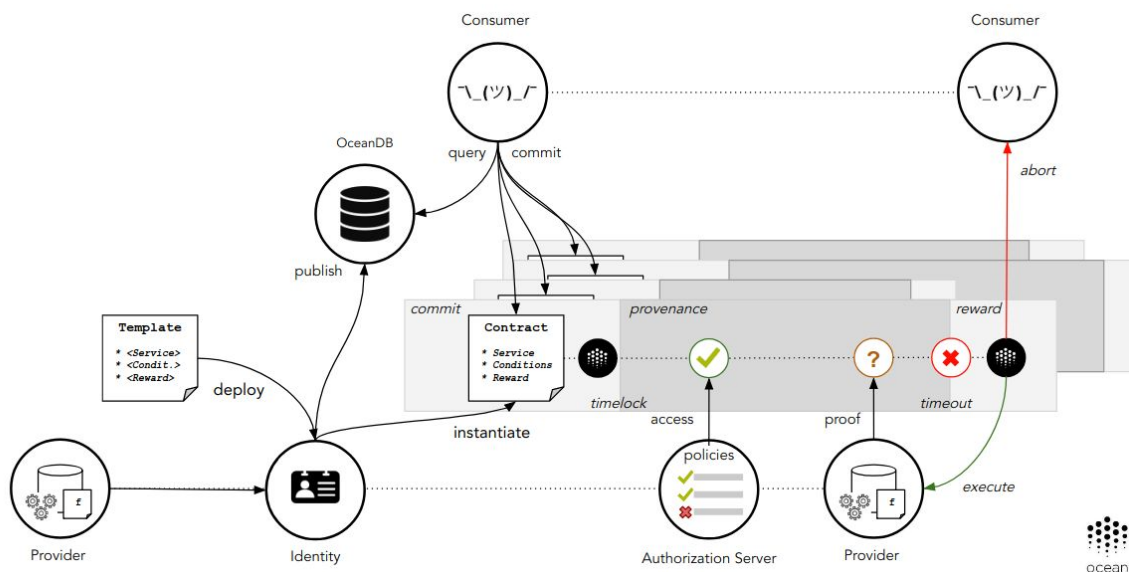 Consumer
Consumer
¯\_(ツ)_/¯
¯\_(ツ)_/¯
OceanDB
query
commit
abort
publish
commit
provenance
reward
Template
* <Service>
* <Condit.>
* <Reward>
Contract
* Service
* Conditions
* Reward
?
deploy
timelock
access
proof
timeout
instantiate
policies
execute
f
f
Provider
Identity
Authorization Server
Provider
ocean